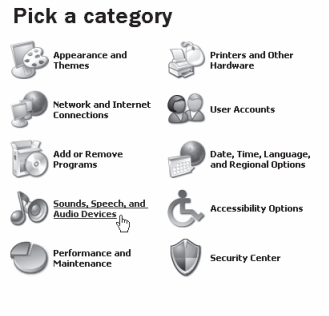 Pick a category
Appearance and
Themes
Printers and Other
Hardware
Network and Internet
Connections
User Accounts
Add or Remove
Programs
Date, Time, Language,
and Regional Options
Sounds, Speech, and
Audio Devices
Accessibility Options
Performance and
Maintenance
Security Center